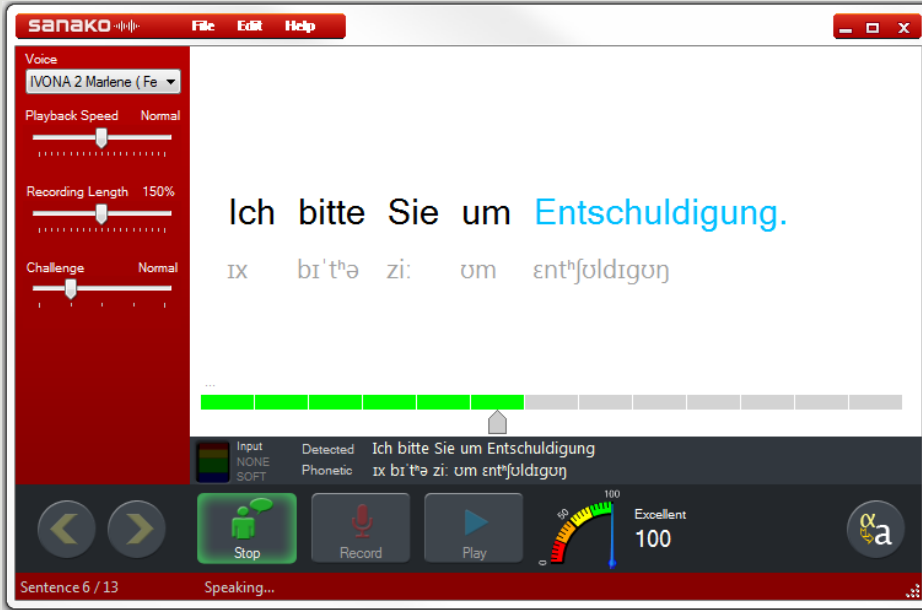 sanako
File Edit Help
Voice
IVONA 2 Marlene ( Fe
Playback Speed Normal
Recording Length 150%
Challenge Normal
Ich bitte Sie um Entschuldigung.
ɪx bɪˈtʰə ziː ʊm ɛntʰʃʊldɪgʊŋ
...
Input
NONE
SOFT
Detected Ich bitte Sie um Entschuldigung
Phonetic ɪx bɪˈtʰə ziː ʊm ɛntʰʃʊldɪgʊŋ
Stop
Record
Play
0 50 100
Excellent
100
α a
Sentence 6 / 13
Speaking...